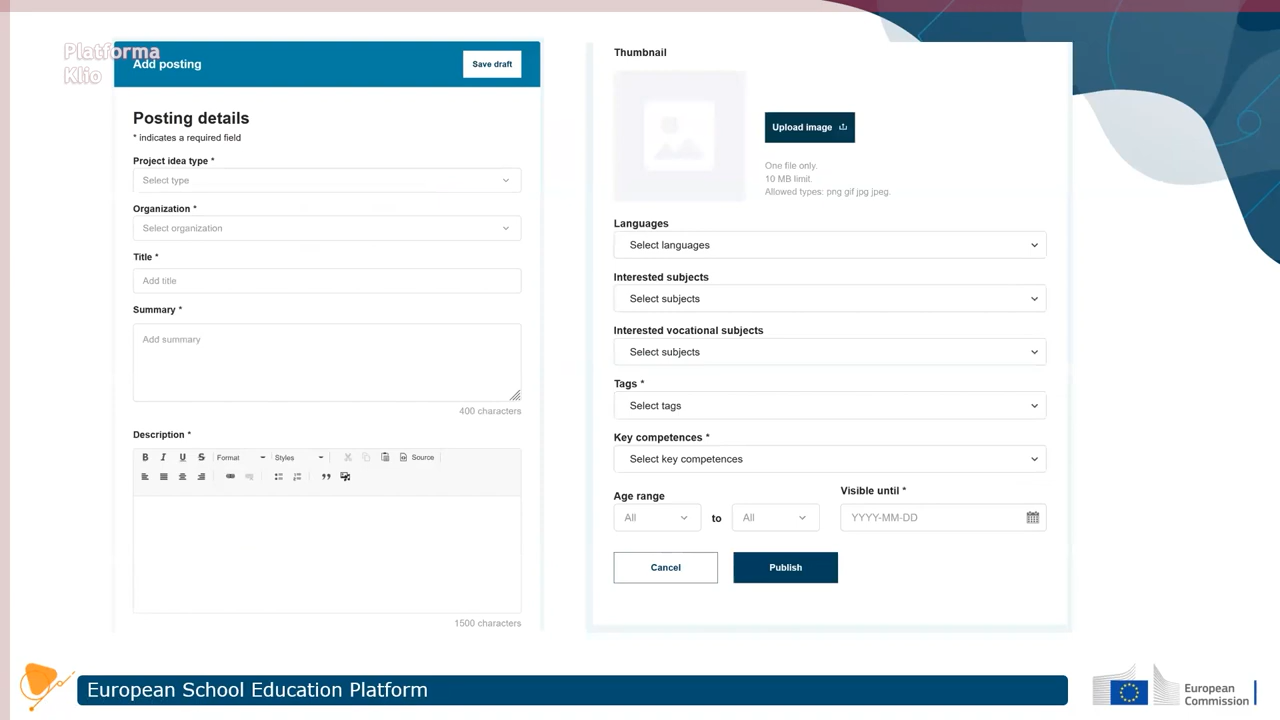 Platforma
Klio
Add posting
Save draft
Posting details
* indicates a required field
Project idea type *
Select type
Organization *
Select organization
Title *
Add title
Summary *
Add summary
400 characters
Description *
B I U S Format Styles Source
1500 characters
Thumbnail
Upload image
One file only.
10 MB limit.
Allowed types: png gif jpg jpeg.
Languages
Select languages
Interested subjects
Select subjects
Interested vocational subjects
Select subjects
Tags *
Select tags
Key competences *
Select key competences
Age range
Visible until *
All to All YYYY-MM-DD
Cancel Publish
European School Education Platform
European
Commission